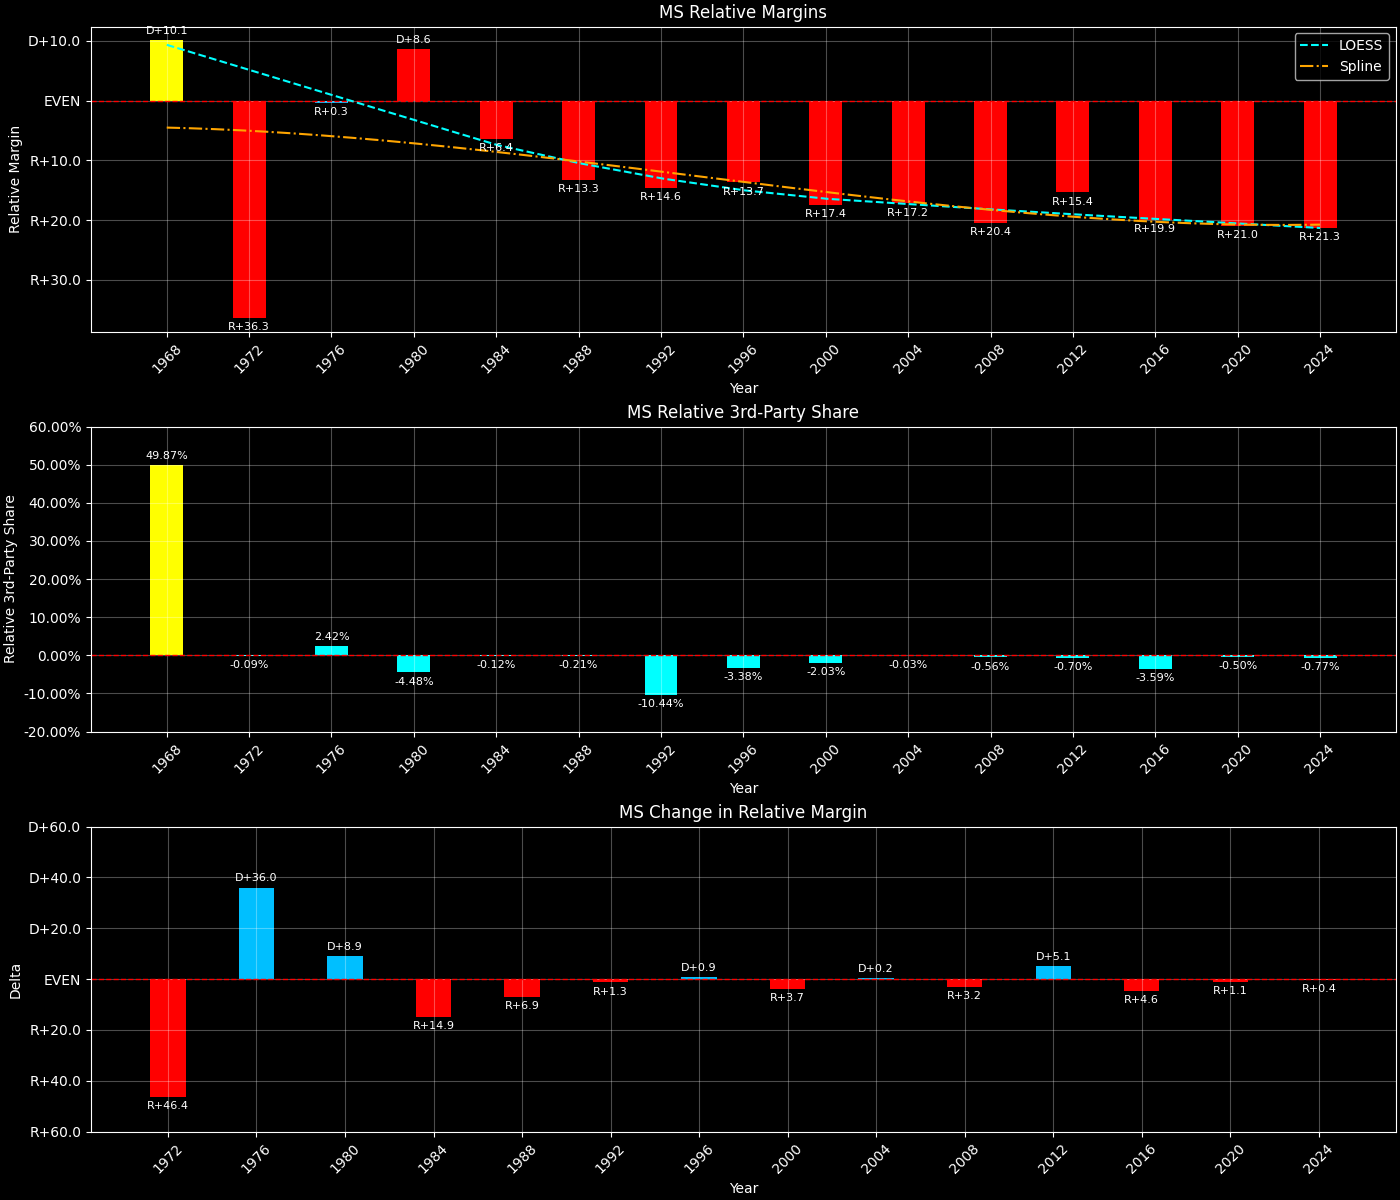 MS Relative Margins
Relative Margin
D+10.0
EVEN
R+10.0
R+20.0
R+30.0
D+10.1
R+36.3
R+0.3
D+8.6
R+6.4
R+13.3
R+14.6
R+13.7
R+17.4
R+17.2
R+20.4
R+15.4
R+19.9
R+21.0
R+21.3
LOESS
Spline
1968
1972
1976
1980
1984
1988
1992
1996
2000
2004
2008
2012
2016
2020
2024
Year
MS Relative 3rd-Party Share
Relative 3rd-Party Share
60.00%
50.00%
40.00%
30.00%
20.00%
10.00%
0.00%
-10.00%
-20.00%
49.87%
-0.09%
2.42%
-4.48%
-0.12%
-0.21%
-10.44%
-3.38%
-2.03%
-0.03%
-0.56%
-0.70%
-3.59%
-0.50%
-0.77%
1968
1972
1976
1980
1984
1988
1992
1996
2000
2004
2008
2012
2016
2020
2024
Year
MS Change in Relative Margin
Delta
D+60.0
D+40.0
D+20.0
EVEN
R+20.0
R+40.0
R+60.0
R+46.4
D+36.0
D+8.9
R+14.9
R+6.9
R+1.3
D+0.9
R+3.7
D+0.2
R+3.2
D+5.1
R+4.6
R+1.1
R+0.4
1972
1976
1980
1984
1988
1992
1996
2000
2004
2008
2012
2016
2020
2024
Year